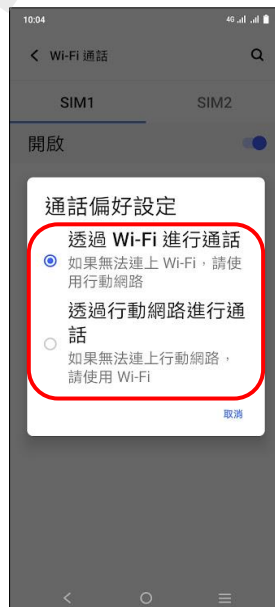 10:04
4G
Wi-Fi 通話
SIM1 SIM2
開啟
通話偏好設定
透過 Wi-Fi 進行通話
如果無法連上 Wi-Fi，請使
用行動網路
透過行動網路進行通
話
如果無法連上行動網路，
請使用 Wi-Fi
取消